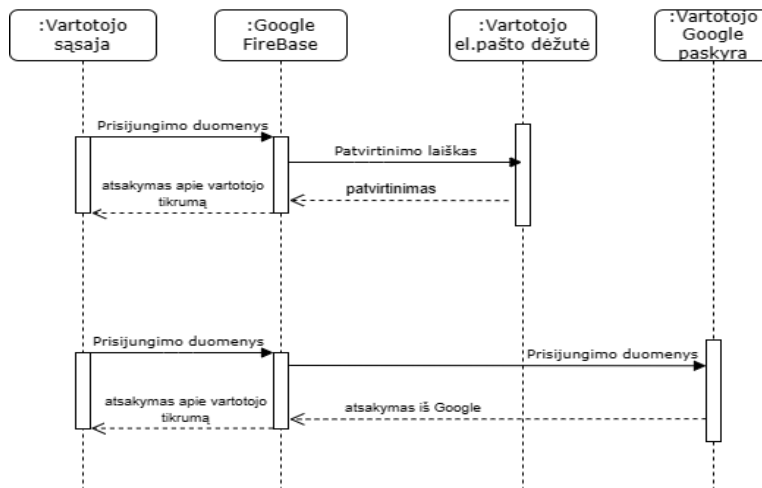 :Vartotojo
sąsaja
:Google
FireBase
:Vartotojo
el.pašto dėžutė
:Vartotojo
Google
paskyra
Prisijungimo duomenys
Patvirtinimo laiškas
atsakymas apie vartotojo
tikrumą
patvirtinimas
Prisijungimo duomenys
Prisijungimo duomenys
atsakymas apie vartotojo
tikrumą
atsakymas iš Google